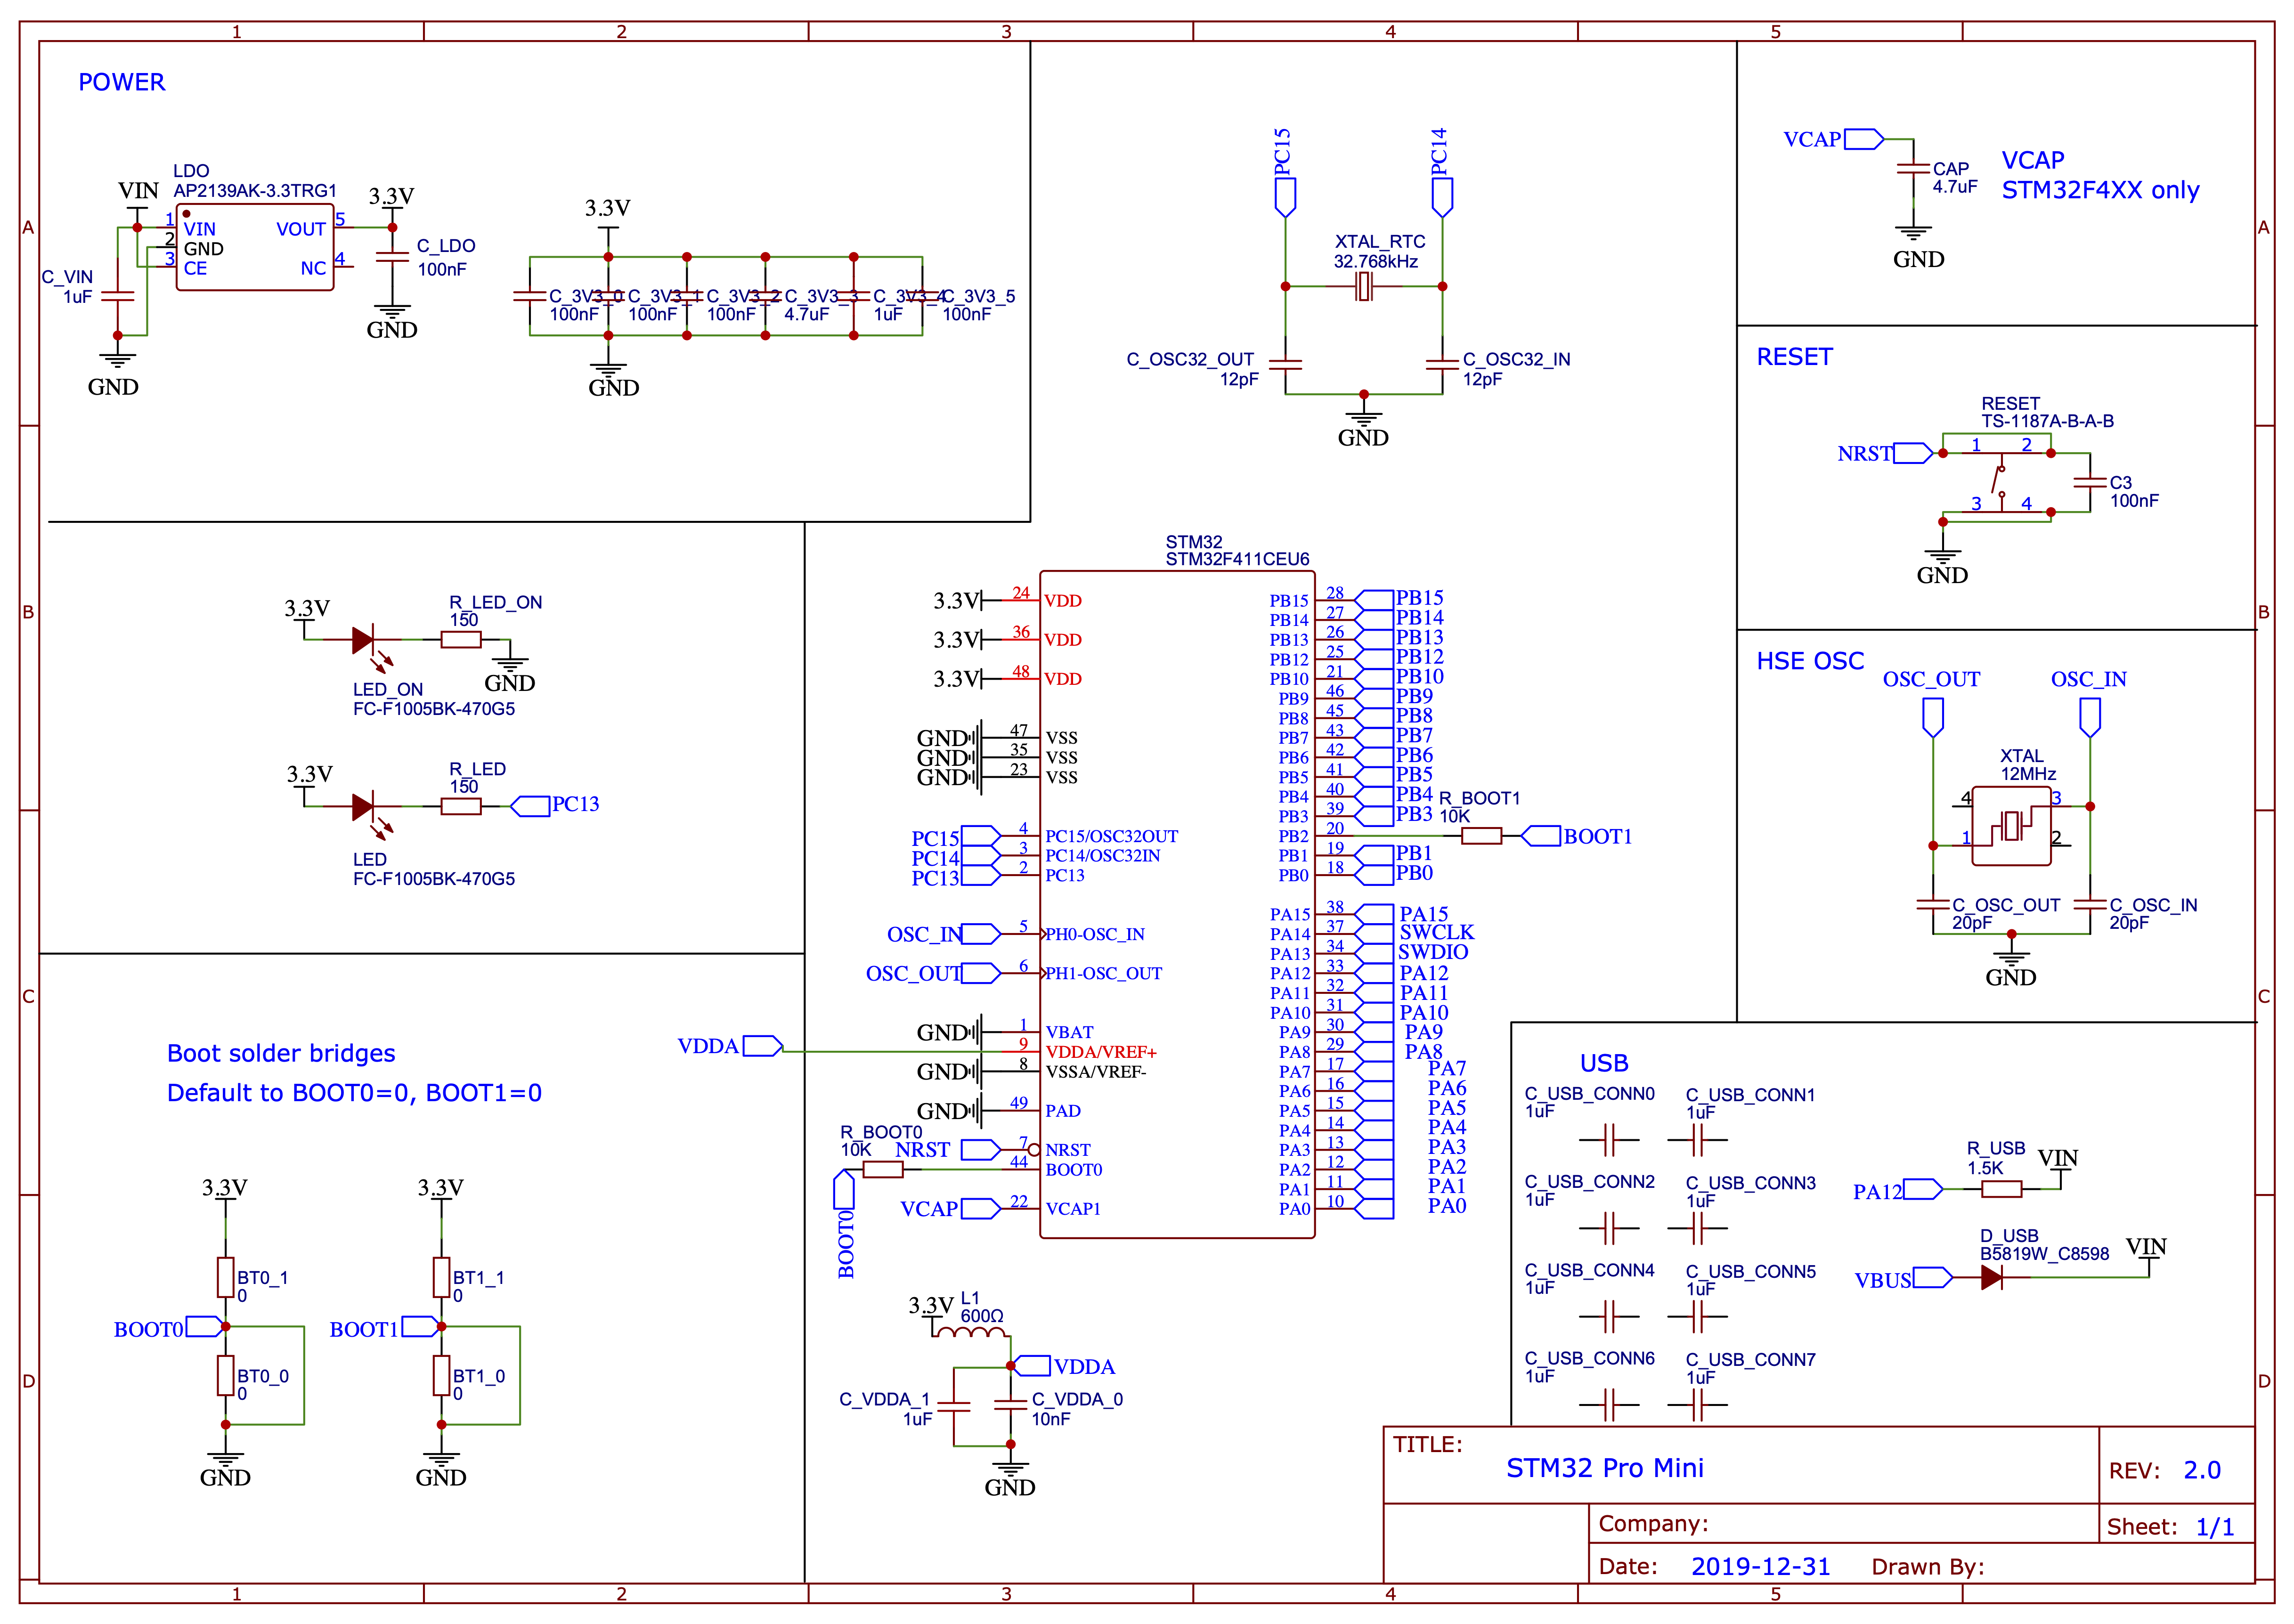 1 2 3 4 5
A
B
C
D
A
B
C
D
POWER
LDO
AP2139AK-3.3TRG1
VIN
3.3V
1 VIN VOUT 5
2 GND
3 CE NC 4
C_VIN
1uF
GND
C_LDO
100nF
GND
3.3V
C_3V3_0
100nF
C_3V3_1
100nF
C_3V3_2
100nF
C_3V3_3
4.7uF
C_3V3_4
1uF
C_3V3_5
100nF
GND
PC15
PC14
XTAL_RTC
32.768kHz
C_OSC32_OUT
12pF
C_OSC32_IN
12pF
GND
VCAP
CAP
4.7uF
GND
VCAP
STM32F4XX only
RESET
RESET
TS-1187A-B-A-B
NRST
1 2
3 4
C3
100nF
GND
HSE OSC
OSC_OUT
OSC_IN
XTAL
12MHz
4 3
1 2
C_OSC_OUT
20pF
C_OSC_IN
20pF
GND
3.3V
R_LED_ON
150
GND
LED_ON
FC-F1005BK-470G5
3.3V
R_LED
150
PC13
LED
FC-F1005BK-470G5
Boot solder bridges
Default to BOOT0=0, BOOT1=0
3.3V
BT0_1
0
BOOT0
BT0_0
0
GND
3.3V
BT1_1
0
BOOT1
BT1_0
0
GND
STM32
STM32F411CEU6
3.3V 24 VDD
3.3V 36 VDD
3.3V 48 VDD
GND 47 VSS
GND 35 VSS
GND 23 VSS
PC15 4 PC15/OSC32OUT
PC14 3 PC14/OSC32IN
PC13 2 PC13
OSC_IN 5 PH0-OSC_IN
OSC_OUT 6 PH1-OSC_OUT
GND 1 VBAT
VDDA 9 VDDA/VREF+
GND 8 VSSA/VREF-
GND 49 PAD
R_BOOT0
10K
NRST 7 NRST
44 BOOT0
BOOT0
VCAP 22 VCAP1
PB15 28 PB15
PB14 27 PB14
PB13 26 PB13
PB12 25 PB12
PB10 21 PB10
PB9 46 PB9
PB8 45 PB8
PB7 43 PB7
PB6 42 PB6
PB5 41 PB5
PB4 40 PB4
PB3 39 PB3
R_BOOT1
10K
PB2 20 BOOT1
PB1 19 PB1
PB0 18 PB0
PA15 38 PA15
PA14 37 SWCLK
PA13 34 SWDIO
PA12 33 PA12
PA11 32 PA11
PA10 31 PA10
PA9 30 PA9
PA8 29 PA8
PA7 17 PA7
PA6 16 PA6
PA5 15 PA5
PA4 14 PA4
PA3 13 PA3
PA2 12 PA2
PA1 11 PA1
PA0 10 PA0
3.3V
L1
600Ω
VDDA
C_VDDA_1
1uF
C_VDDA_0
10nF
GND
USB
C_USB_CONN0
1uF
C_USB_CONN1
1uF
C_USB_CONN2
1uF
C_USB_CONN3
1uF
C_USB_CONN4
1uF
C_USB_CONN5
1uF
C_USB_CONN6
1uF
C_USB_CONN7
1uF
R_USB
1.5K
PA12
VIN
D_USB
B5819W_C8598
VBUS
VIN
TITLE:
STM32 Pro Mini
REV: 2.0
Company:
Sheet: 1/1
Date: 2019-12-31 Drawn By:
1 2 3 4 5